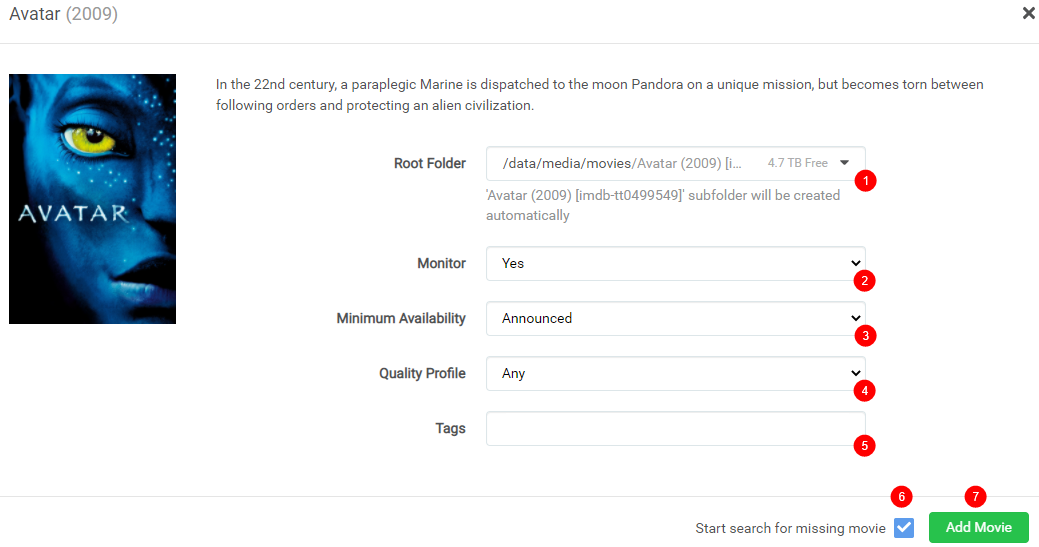 Avatar (2009)
In the 22nd century, a paraplegic Marine is dispatched to the moon Pandora on a unique mission, but becomes torn between
following orders and protecting an alien civilization.
AVATAR
Root Folder /data/media/movies/Avatar (2009) [i... 4.7 TB Free
1
'Avatar (2009) [imdb-tt0499549]' subfolder will be created
automatically
Monitor Yes
2
Minimum Availability Announced
3
Quality Profile Any
4
Tags
5
6 7
Start search for missing movie Add Movie